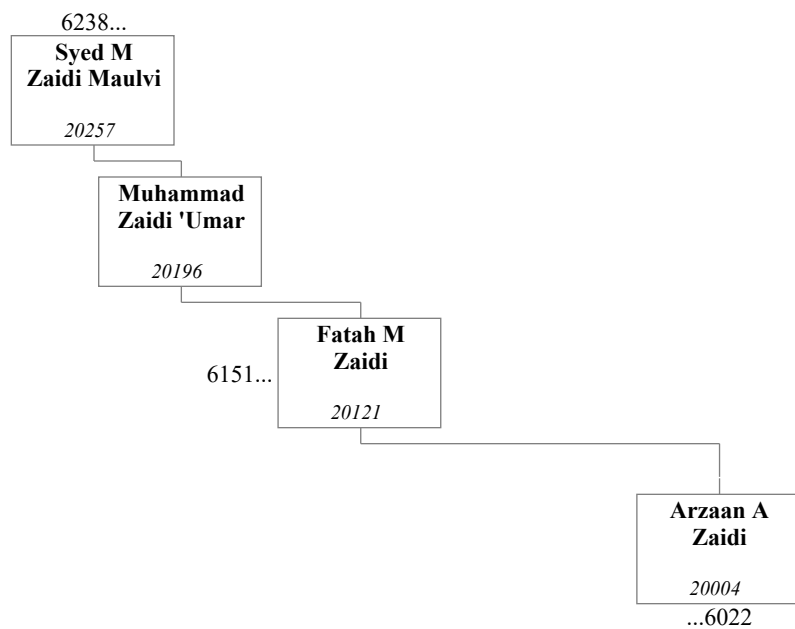 6238...
Syed M
Zaidi Maulvi
20257
Muhammad
Zaidi 'Umar
20196
Fatah M
Zaidi
6151...
20121
Arzaan A
Zaidi
20004
...6022